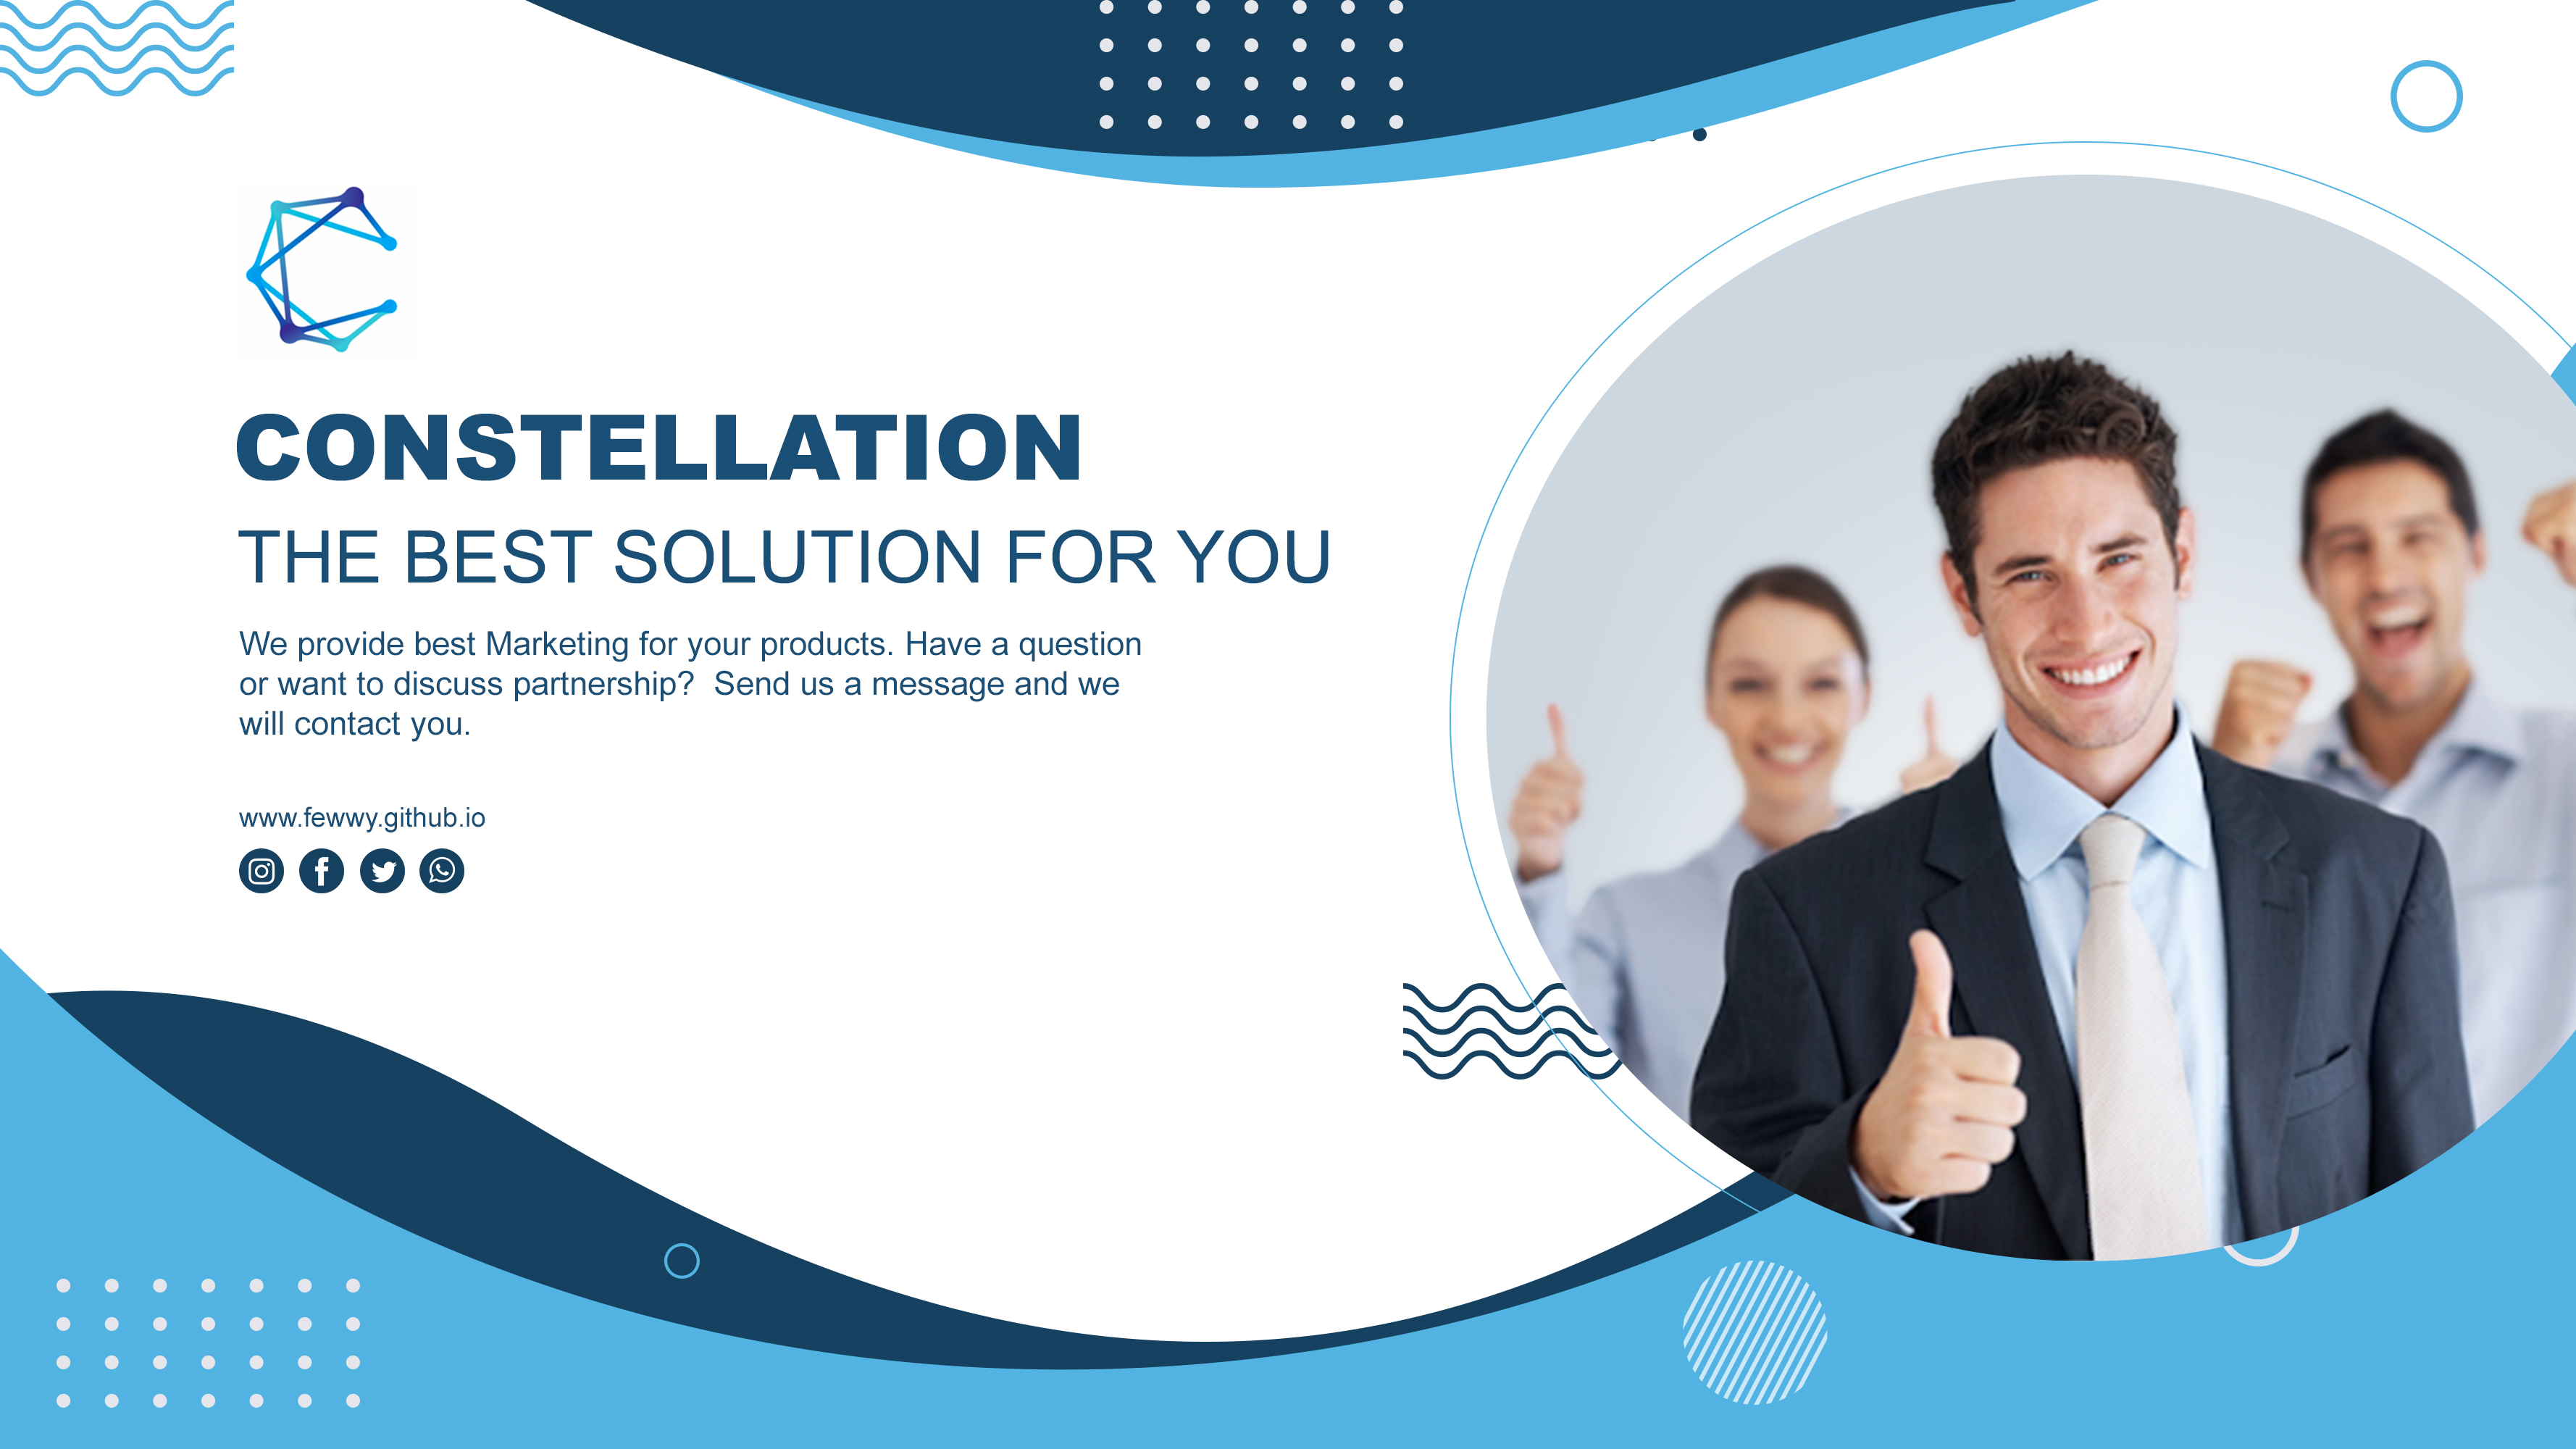 CONSTELLATION
THE BEST SOLUTION FOR YOU
We provide best Marketing for your products. Have a question
or want to discuss partnership?  Send us a message and we
will contact you.
www.fewwy.github.io